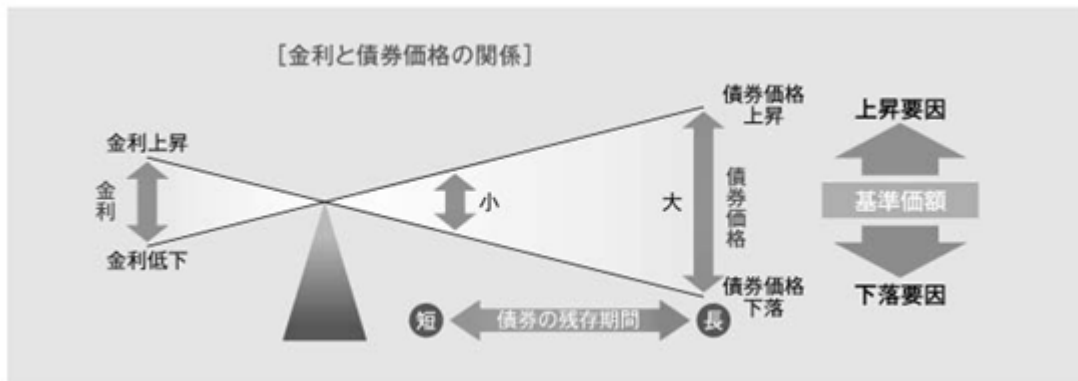 ［金利と債券価格の関係］
金利上昇
金利
金利低下
小
大
債券価格
上昇
債券価格
債券価格
下落
短
債券の残存期間
長
上昇要因
基準価額
下落要因